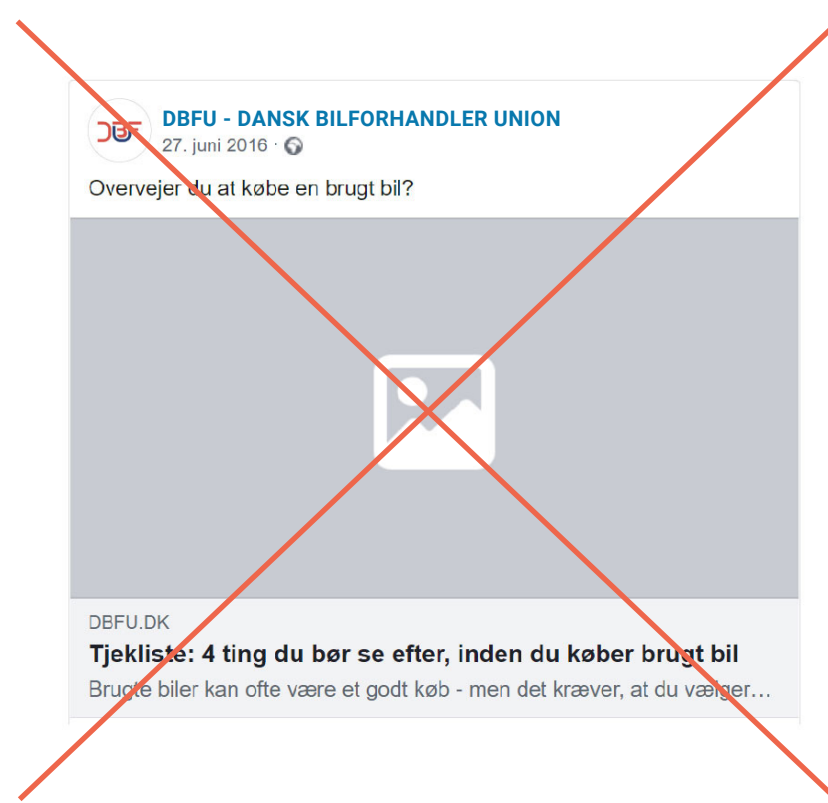 DBF
DBFU - DANSK BILFORHANDLER UNION
27. juni 2016 ·
Overvejer du at købe en brugt bil?
DBFU.DK
Tjekliste: 4 ting du bør se efter, inden du køber brugt bil
Brugte biler kan ofte være et godt køb - men det kræver, at du vælger…